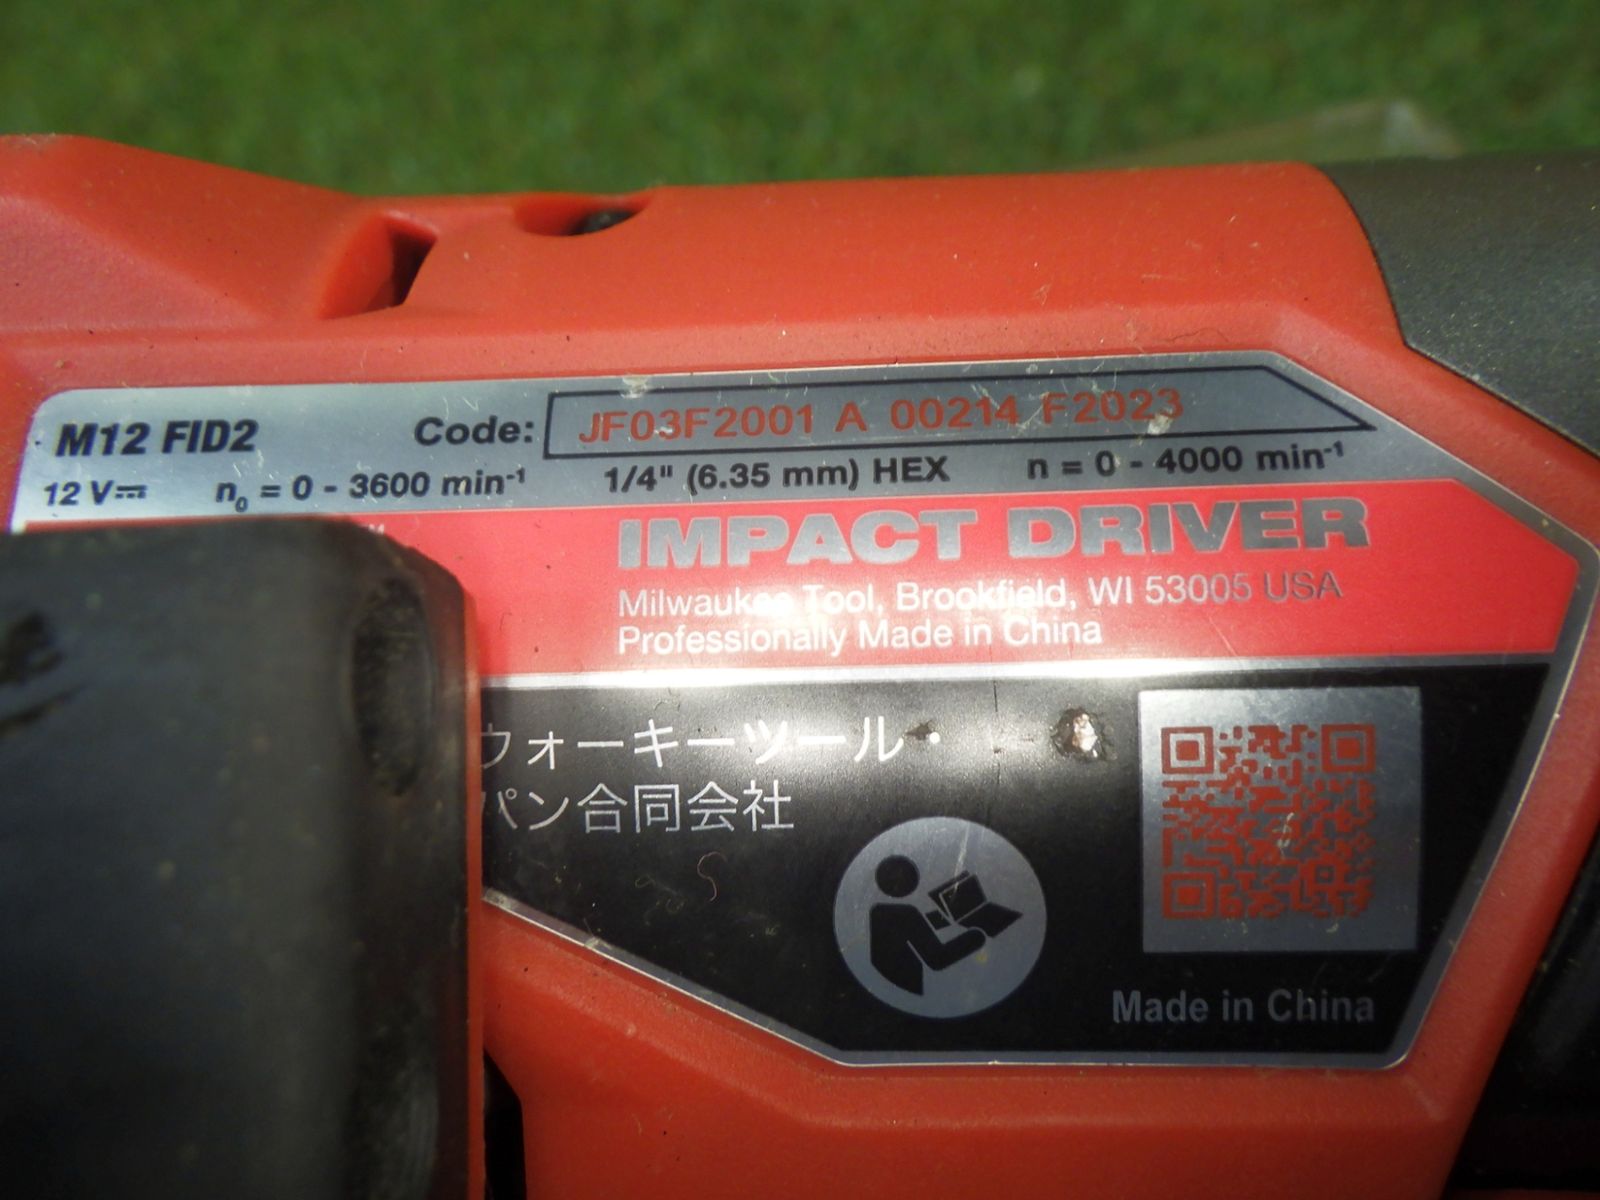 M12 FID2 Code: JF03F2001 A 00214 F2023
12 V⎓ n₀ = 0 - 3600 min⁻¹ 1/4" (6.35 mm) HEX n = 0 - 4000 min⁻¹
IMPACT DRIVER
Milwaukee Tool, Brookfield, WI 53005 USA
Professionally Made in China
ウォーキーツール・
パン合同会社
Made in China